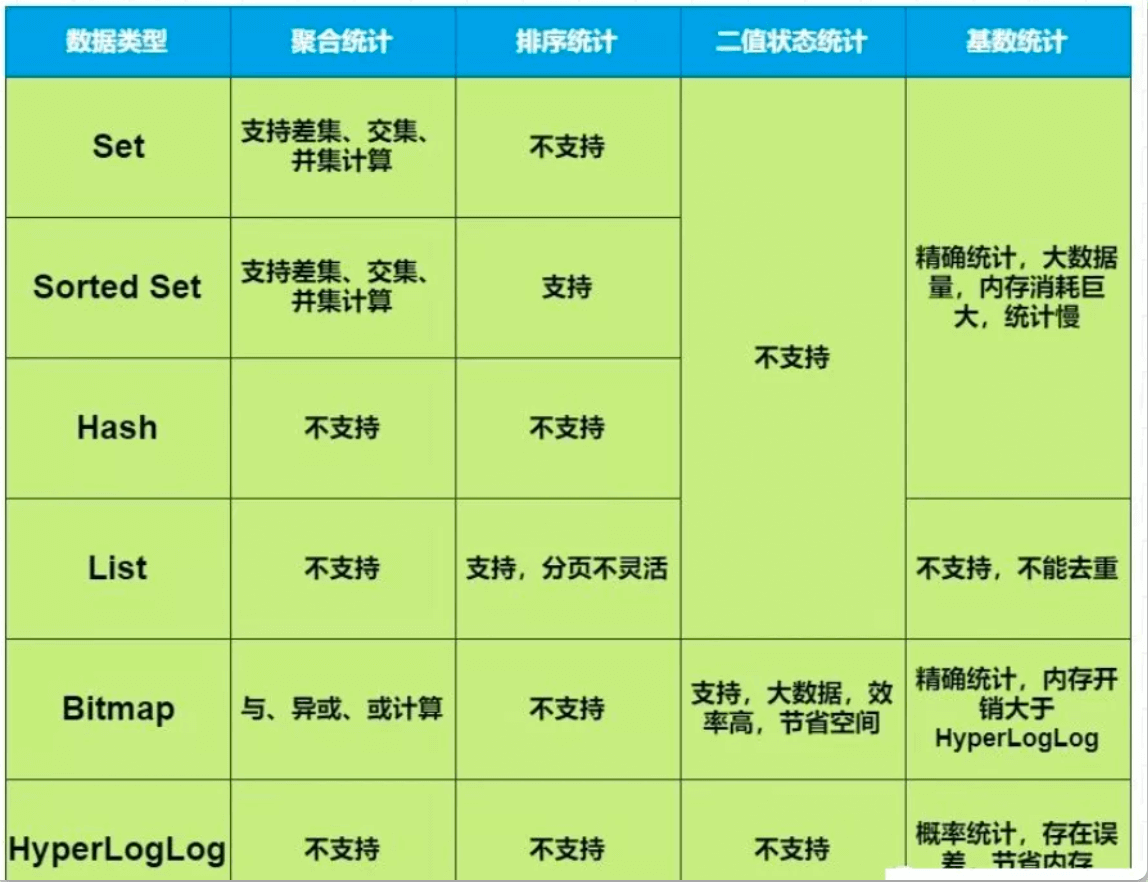 数据类型 聚合统计 排序统计 二值状态统计 基数统计
Set
支持差集、交集、
并集计算
不支持
Sorted Set
支持差集、交集、
并集计算
支持
不支持
精确统计，大数据
量，内存消耗巨
大，统计慢
Hash
不支持
不支持
List
不支持
支持，分页不灵活
不支持，不能去重
Bitmap
与、异或、或计算
不支持
支持，大数据，效
率高，节省空间
精确统计，内存开
销大于
HyperLogLog
HyperLogLog
不支持
不支持
不支持
概率统计，存在误
差，节省内存